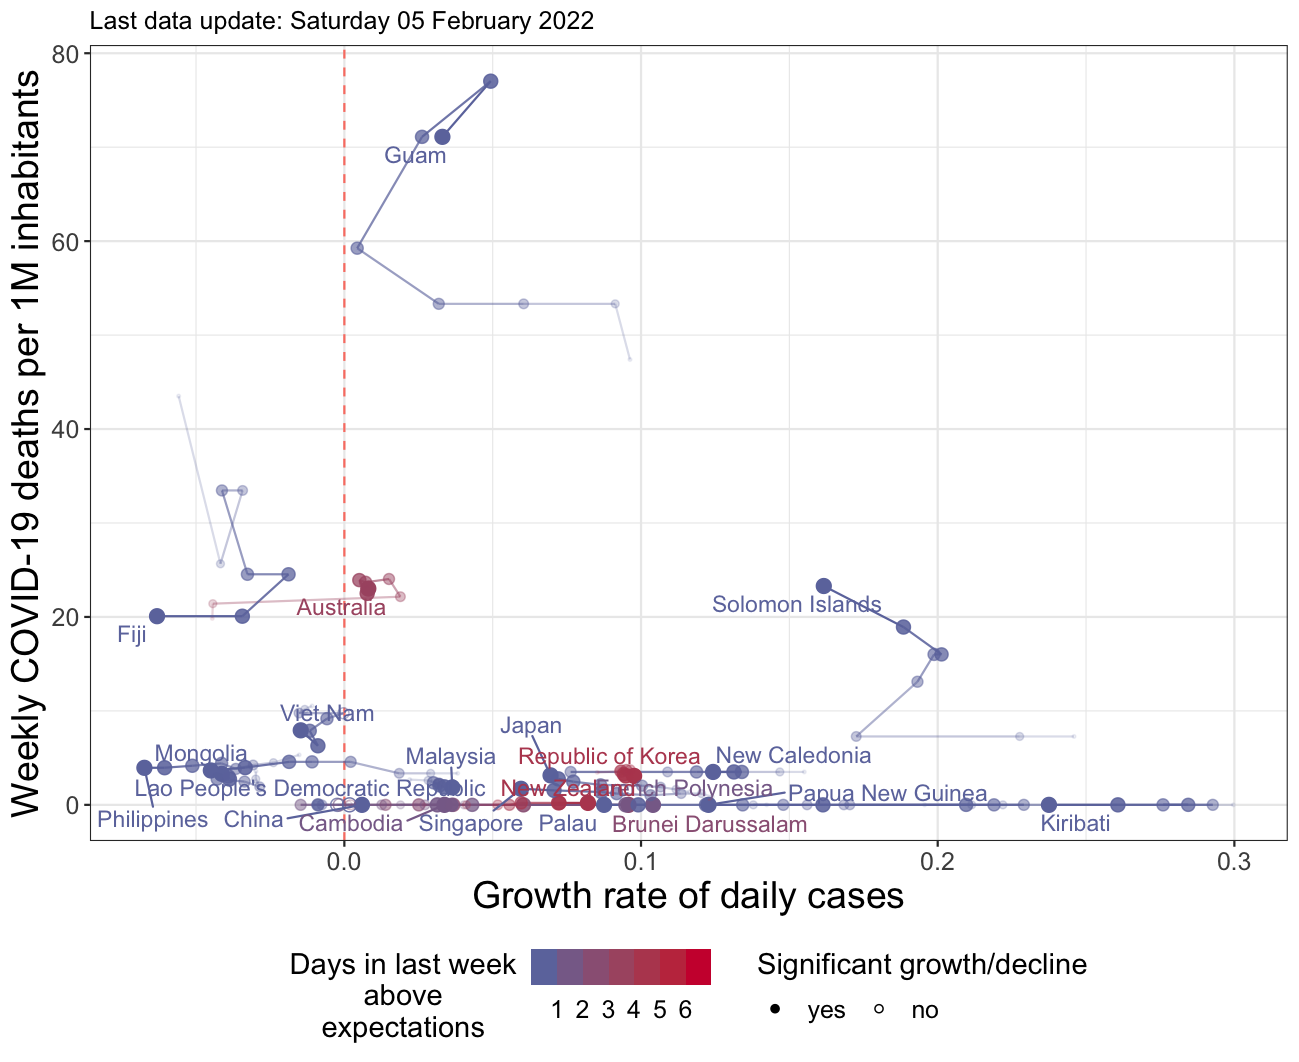 Last data update: Saturday 05 February 2022
Weekly COVID-19 deaths per 1M inhabitants
80
60
40
20
0
Guam
Australia
Fiji
Solomon Islands
Viet Nam
Japan
Mongolia
Malaysia
Republic of Korea
New Caledonia
Lao People's Democratic Republic
New Zealand
Polynesia
Papua New Guinea
Philippines
China
Cambodia
Singapore
Palau
Brunei Darussalam
Kiribati
0.0 0.1 0.2 0.3
Growth rate of daily cases
Days in last week
above
expectations
1 2 3 4 5 6
Significant growth/decline
yes no